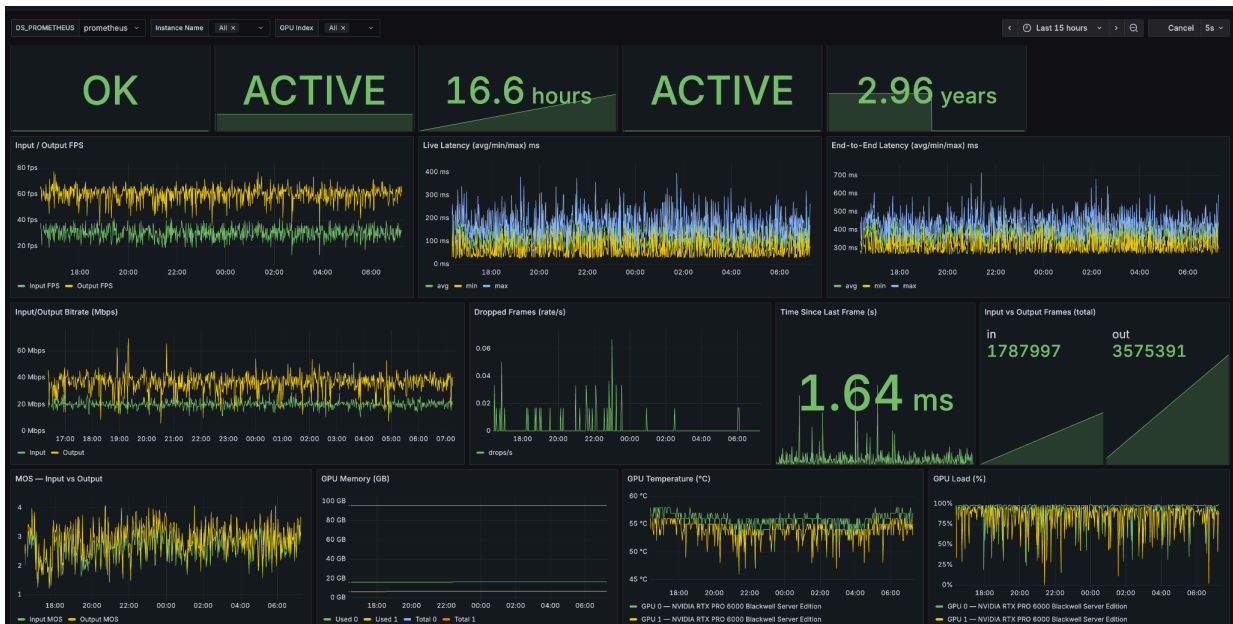 DS_PROMETHEUS prometheus Instance Name All × GPU Index All × Last 15 hours Cancel 5s
OK
ACTIVE
16.6 hours
ACTIVE
2.96 years
Input / Output FPS
80 fps
60 fps
40 fps
20 fps
18:00 20:00 22:00 00:00 02:00 04:00 06:00
Input FPS Output FPS
Live Latency (avg/min/max) ms
400 ms
300 ms
200 ms
100 ms
0 ms
18:00 20:00 22:00 00:00 02:00 04:00 06:00
avg min max
End-to-End Latency (avg/min/max) ms
700 ms
600 ms
500 ms
400 ms
300 ms
18:00 20:00 22:00 00:00 02:00 04:00 06:00
avg min max
Input/Output Bitrate (Mbps)
60 Mbps
40 Mbps
20 Mbps
0 Mbps
17:00 18:00 19:00 20:00 21:00 22:00 23:00 00:00 01:00 02:00 03:00 04:00 05:00 06:00 07:00
Input Output
Dropped Frames (rate/s)
0.06
0.04
0.02
0
18:00 20:00 22:00 00:00 02:00 04:00 06:00
drops/s
Time Since Last Frame (s)
1.64 ms
Input vs Output Frames (total)
in out
1787997 3575391
MOS — Input vs Output
4
3
2
1
18:00 20:00 22:00 00:00 02:00 04:00 06:00
Input MOS Output MOS
GPU Memory (GB)
100 GB
80 GB
60 GB
40 GB
20 GB
0 GB
18:00 20:00 22:00 00:00 02:00 04:00 06:00
Used 0 Used 1 Total 0 Total 1
GPU Temperature (°C)
60 °C
55 °C
50 °C
45 °C
18:00 20:00 22:00 00:00 02:00 04:00 06:00
GPU 0 — NVIDIA RTX PRO 6000 Blackwell Server Edition
GPU 1 — NVIDIA RTX PRO 6000 Blackwell Server Edition
GPU Load (%)
100%
75%
50%
25%
0%
18:00 20:00 22:00 00:00 02:00 04:00 06:00
GPU 0 — NVIDIA RTX PRO 6000 Blackwell Server Edition
GPU 1 — NVIDIA RTX PRO 6000 Blackwell Server Edition